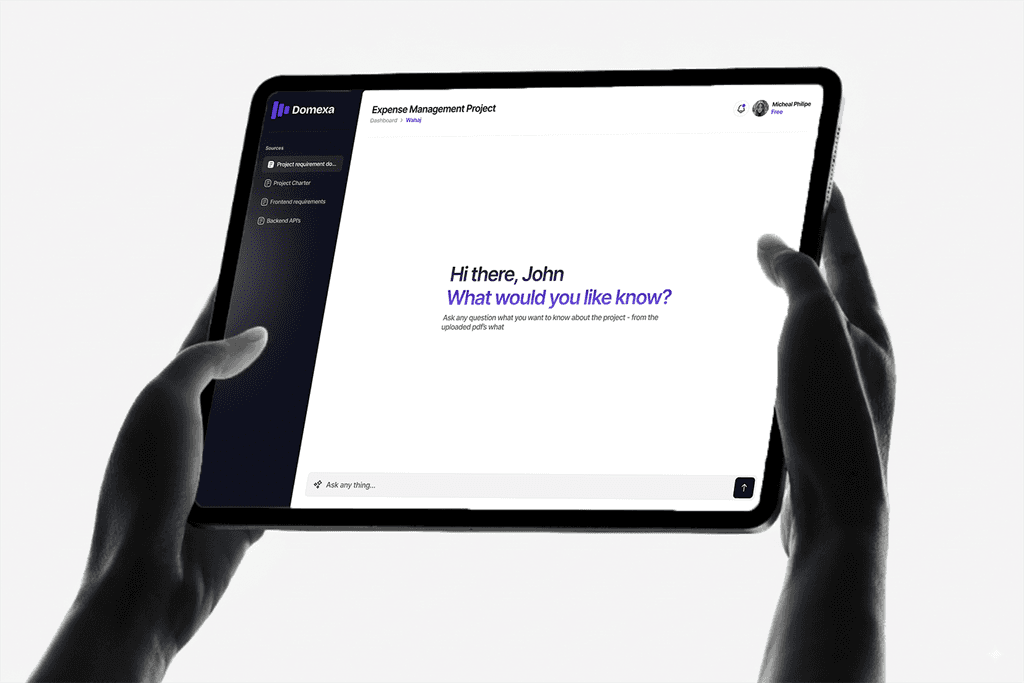 Domexa
Sources
Project requirement do...
Project Charter
Frontend requirements
Backend API's
Expense Management Project
Dashboard > Wahaj
Micheal Philipe
Free
Hi there, John
What would you like know?
Ask any question what you want to know about the project - from the
uploaded pdfs what
Ask any thing...